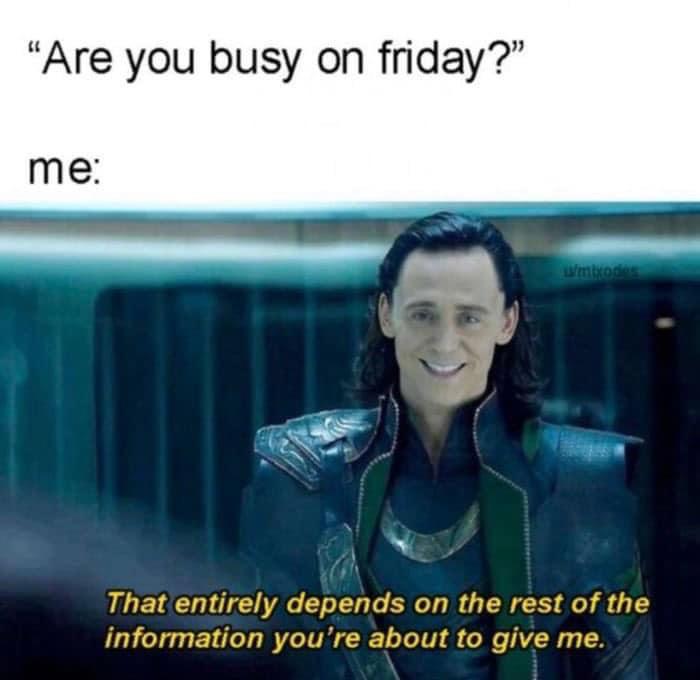 “Are you busy on friday?”
me:
u/mixodes
That entirely depends on the rest of the
information you're about to give me.